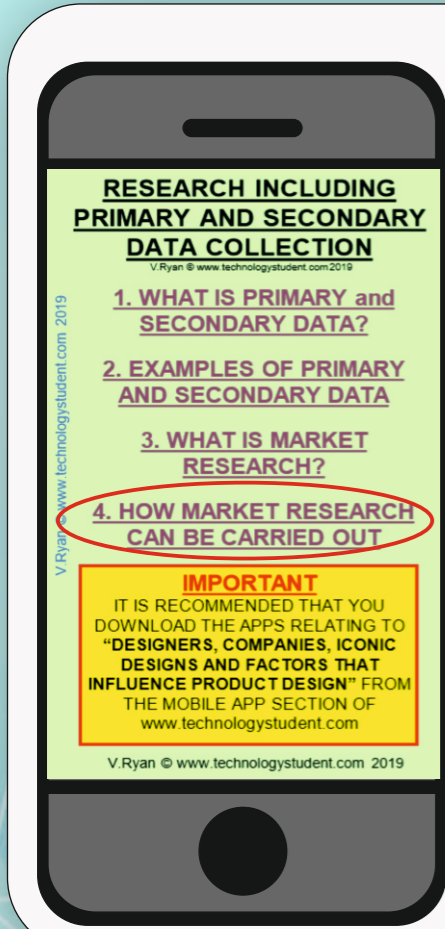 RESEARCH INCLUDING
PRIMARY AND SECONDARY
DATA COLLECTION
V.Ryan © www.technologystudent.com 2019
V.Ryan © www.technologystudent.com 2019
1. WHAT IS PRIMARY and
SECONDARY DATA?
2. EXAMPLES OF PRIMARY
AND SECONDARY DATA
3. WHAT IS MARKET
RESEARCH?
4. HOW MARKET RESEARCH
CAN BE CARRIED OUT
IMPORTANT
IT IS RECOMMENDED THAT YOU
DOWNLOAD THE APPS RELATING TO
“DESIGNERS, COMPANIES, ICONIC
DESIGNS AND FACTORS THAT
INFLUENCE PRODUCT DESIGN” FROM
THE MOBILE APP SECTION OF
www.technologystudent.com
V.Ryan © www.technologystudent.com 2019